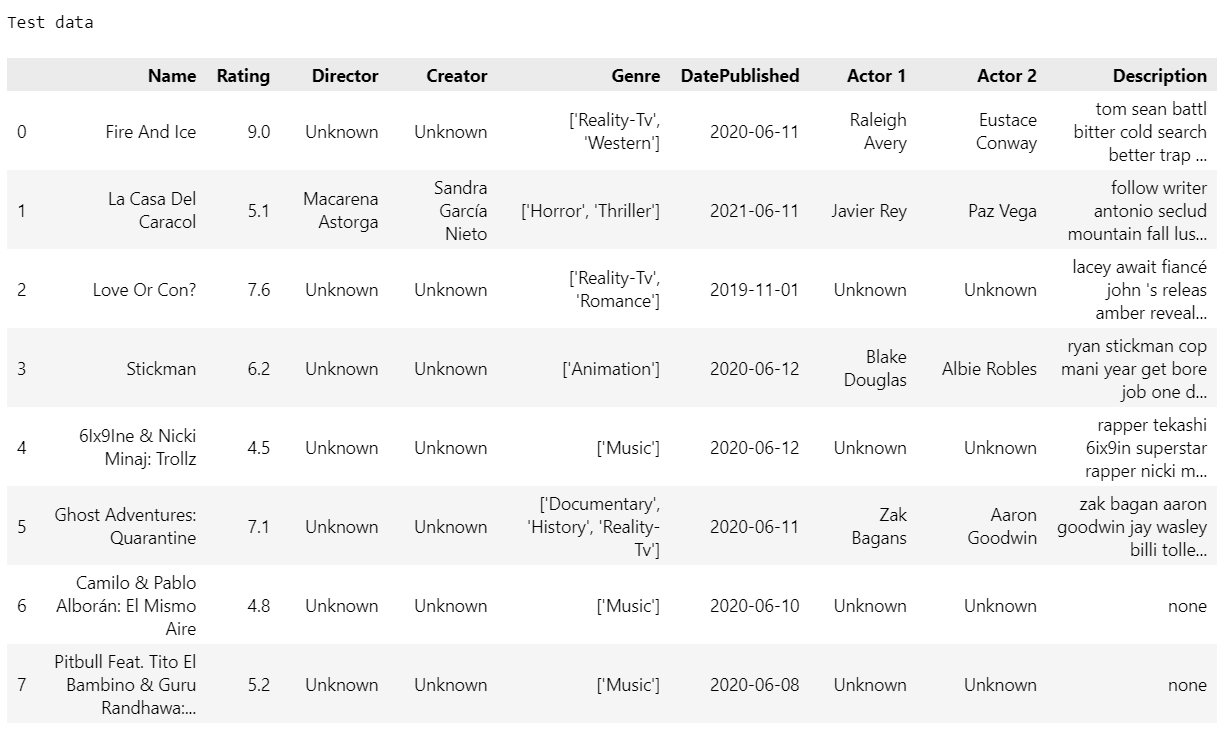 Test data
Name Rating Director Creator Genre DatePublished Actor 1 Actor 2 Description
0 Fire And Ice 9.0 Unknown Unknown ['Reality-Tv', 'Western'] 2020-06-11 Raleigh Avery Eustace Conway tom sean battl bitter cold search better trap ...
1 La Casa Del Caracol 5.1 Macarena Astorga Sandra García Nieto ['Horror', 'Thriller'] 2021-06-11 Javier Rey Paz Vega follow writer antonio seclud mountain fall lus...
2 Love Or Con? 7.6 Unknown Unknown ['Reality-Tv', 'Romance'] 2019-11-01 Unknown Unknown lacey await fiancé john 's releas amber reveal...
3 Stickman 6.2 Unknown Unknown ['Animation'] 2020-06-12 Blake Douglas Albie Robles ryan stickman cop mani year get bore job one d...
4 6Ix9Ine & Nicki Minaj: Trollz 4.5 Unknown Unknown ['Music'] 2020-06-12 Unknown Unknown rapper tekashi 6ix9in superstar rapper nicki m...
5 Ghost Adventures: Quarantine 7.1 Unknown Unknown ['Documentary', 'History', 'Reality-Tv'] 2020-06-11 Zak Bagans Aaron Goodwin zak bagan aaron goodwin jay wasley billi tolle...
6 Camilo & Pablo Alborán: El Mismo Aire 4.8 Unknown Unknown ['Music'] 2020-06-10 Unknown Unknown none
7 Pitbull Feat. Tito El Bambino & Guru Randhawa:... 5.2 Unknown Unknown ['Music'] 2020-06-08 Unknown Unknown none